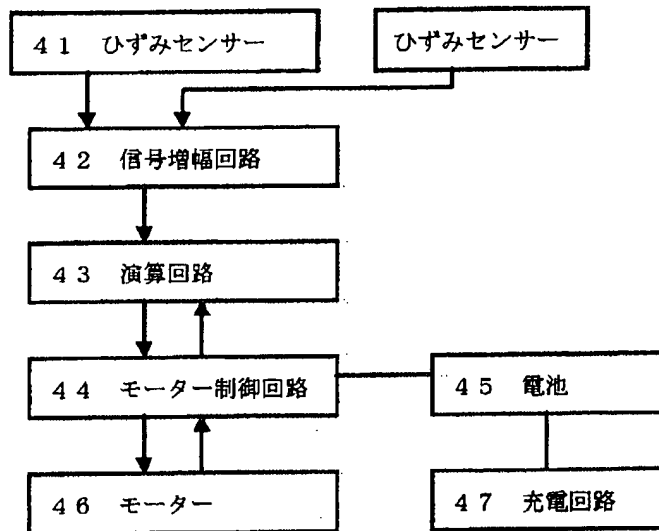 41 ひずみセンサー
ひずみセンサー
42 信号増幅回路
43 演算回路
44 モーター制御回路
45 電池
46 モーター
47 充電回路